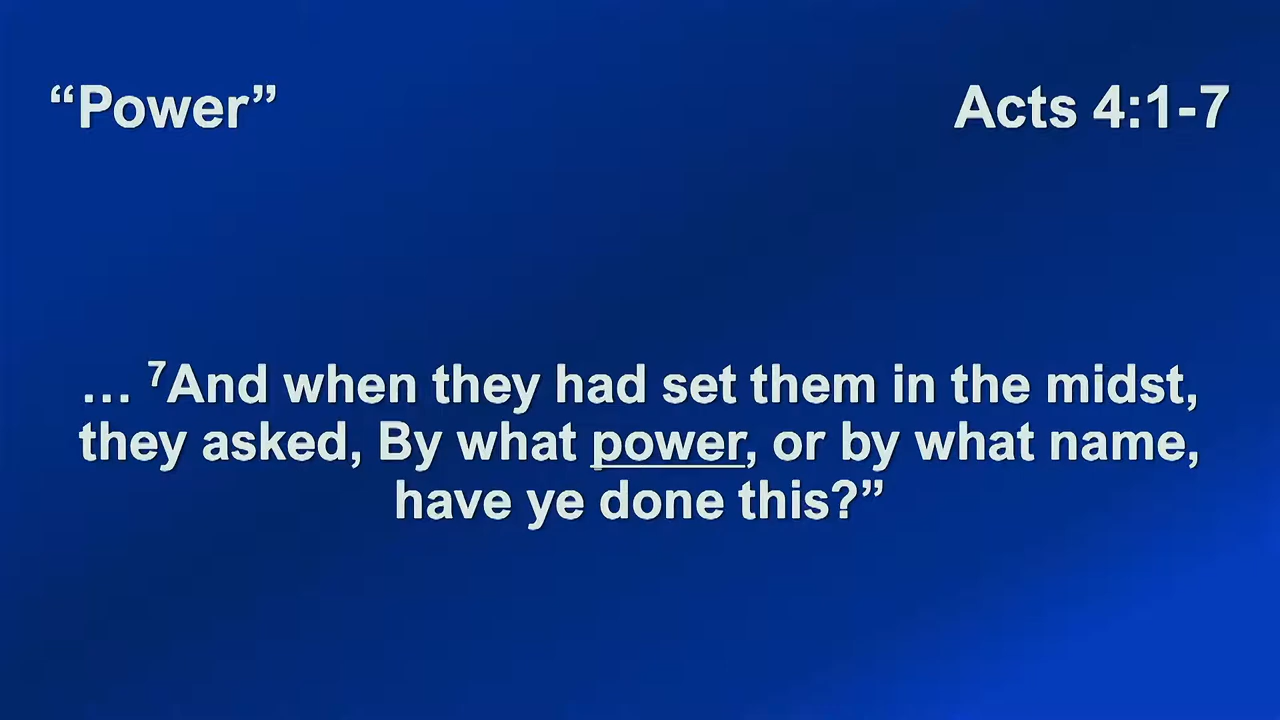 “Power”
Acts 4:1-7
… ⁷And when they had set them in the midst,
they asked, By what power, or by what name,
have ye done this?”